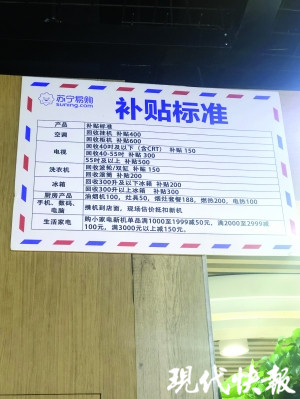 苏宁易购
suning.com
补贴标准
产品 补贴标准
空调 回收挂机 补贴400
回收柜机 补贴600
电视 回收40吋及以下（含CRT） 补贴 150
回收40-55吋 补贴 300
55吋及以上 补贴500
洗衣机 回收波轮/双缸 补贴 150
回收滚筒 补贴200
冰箱 回收300升及以下冰箱 补贴200
回收300升以上冰箱 补贴300
厨房产品 油烟机100，灶具50，烟灶套餐188，燃热200，电热100
手机、数码、电脑 携机到店面，现场估价抵扣新机
生活家电 购小家电新机单品满1000至1999减50元，满2000至2999减
100元，满3000元以上减150元。
现代快报